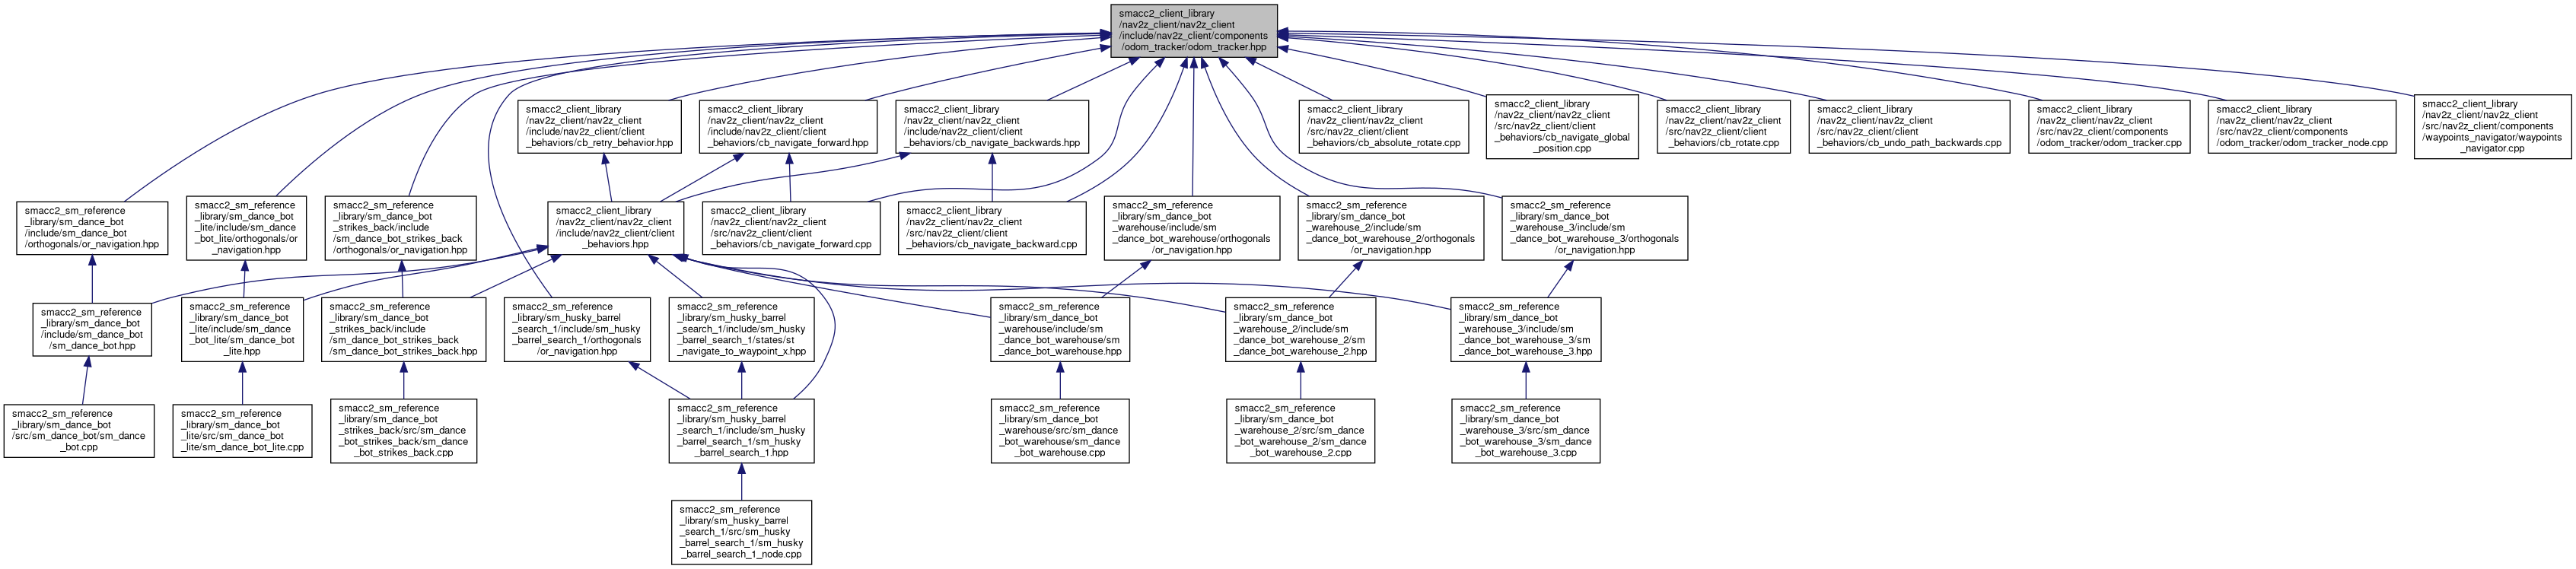 smacc2_client_library
/nav2z_client/nav2z_client
/include/nav2z_client/components
/odom_tracker/odom_tracker.hpp
smacc2_client_library
/nav2z_client/nav2z_client
/include/nav2z_client/client
_behaviors/cb_retry_behavior.hpp
smacc2_client_library
/nav2z_client/nav2z_client
/include/nav2z_client/client
_behaviors/cb_navigate_forward.hpp
smacc2_client_library
/nav2z_client/nav2z_client
/include/nav2z_client/client
_behaviors/cb_navigate_backwards.hpp
smacc2_client_library
/nav2z_client/nav2z_client
/src/nav2z_client/client
_behaviors/cb_absolute_rotate.cpp
smacc2_client_library
/nav2z_client/nav2z_client
/src/nav2z_client/client
_behaviors/cb_navigate_global
_position.cpp
smacc2_client_library
/nav2z_client/nav2z_client
/src/nav2z_client/client
_behaviors/cb_rotate.cpp
smacc2_client_library
/nav2z_client/nav2z_client
/src/nav2z_client/client
_behaviors/cb_undo_path_backwards.cpp
smacc2_client_library
/nav2z_client/nav2z_client
/src/nav2z_client/components
/odom_tracker/odom_tracker.cpp
smacc2_client_library
/nav2z_client/nav2z_client
/src/nav2z_client/components
/odom_tracker/odom_tracker_node.cpp
smacc2_client_library
/nav2z_client/nav2z_client
/src/nav2z_client/components
/waypoints_navigator/waypoints
_navigator.cpp
smacc2_sm_reference
_library/sm_dance_bot
/include/sm_dance_bot
/orthogonals/or_navigation.hpp
smacc2_sm_reference
_library/sm_dance_bot
_lite/include/sm_dance
_bot_lite/orthogonals/or
_navigation.hpp
smacc2_sm_reference
_library/sm_dance_bot
_strikes_back/include
/sm_dance_bot_strikes_back
/orthogonals/or_navigation.hpp
smacc2_client_library
/nav2z_client/nav2z_client
/include/nav2z_client/client
_behaviors.hpp
smacc2_client_library
/nav2z_client/nav2z_client
/src/nav2z_client/client
_behaviors/cb_navigate_forward.cpp
smacc2_client_library
/nav2z_client/nav2z_client
/src/nav2z_client/client
_behaviors/cb_navigate_backward.cpp
smacc2_sm_reference
_library/sm_dance_bot
_warehouse/include/sm
_dance_bot_warehouse/orthogonals
/or_navigation.hpp
smacc2_sm_reference
_library/sm_dance_bot
_warehouse_2/include/sm
_dance_bot_warehouse_2/orthogonals
/or_navigation.hpp
smacc2_sm_reference
_library/sm_dance_bot
_warehouse_3/include/sm
_dance_bot_warehouse_3/orthogonals
/or_navigation.hpp
smacc2_sm_reference
_library/sm_dance_bot
/include/sm_dance_bot
/sm_dance_bot.hpp
smacc2_sm_reference
_library/sm_dance_bot
_lite/include/sm_dance
_bot_lite/sm_dance_bot
_lite.hpp
smacc2_sm_reference
_library/sm_dance_bot
_strikes_back/include
/sm_dance_bot_strikes_back
/sm_dance_bot_strikes_back.hpp
smacc2_sm_reference
_library/sm_husky_barrel
_search_1/include/sm_husky
_barrel_search_1/orthogonals
/or_navigation.hpp
smacc2_sm_reference
_library/sm_husky_barrel
_search_1/include/sm_husky
_barrel_search_1/states/st
_navigate_to_waypoint_x.hpp
smacc2_sm_reference
_library/sm_dance_bot
_warehouse/include/sm
_dance_bot_warehouse/sm
_dance_bot_warehouse.hpp
smacc2_sm_reference
_library/sm_dance_bot
_warehouse_2/include/sm
_dance_bot_warehouse_2/sm
_dance_bot_warehouse_2.hpp
smacc2_sm_reference
_library/sm_dance_bot
_warehouse_3/include/sm
_dance_bot_warehouse_3/sm
_dance_bot_warehouse_3.hpp
smacc2_sm_reference
_library/sm_dance_bot
/src/sm_dance_bot/sm_dance
_bot.cpp
smacc2_sm_reference
_library/sm_dance_bot
_lite/src/sm_dance_bot
_lite/sm_dance_bot_lite.cpp
smacc2_sm_reference
_library/sm_dance_bot
_strikes_back/src/sm_dance
_bot_strikes_back/sm_dance
_bot_strikes_back.cpp
smacc2_sm_reference
_library/sm_husky_barrel
_search_1/include/sm_husky
_barrel_search_1/sm_husky
_barrel_search_1.hpp
smacc2_sm_reference
_library/sm_dance_bot
_warehouse/src/sm_dance
_bot_warehouse/sm_dance
_bot_warehouse.cpp
smacc2_sm_reference
_library/sm_dance_bot
_warehouse_2/src/sm_dance
_bot_warehouse_2/sm_dance
_bot_warehouse_2.cpp
smacc2_sm_reference
_library/sm_dance_bot
_warehouse_3/src/sm_dance
_bot_warehouse_3/sm_dance
_bot_warehouse_3.cpp
smacc2_sm_reference
_library/sm_husky_barrel
_search_1/src/sm_husky
_barrel_search_1/sm_husky
_barrel_search_1_node.cpp